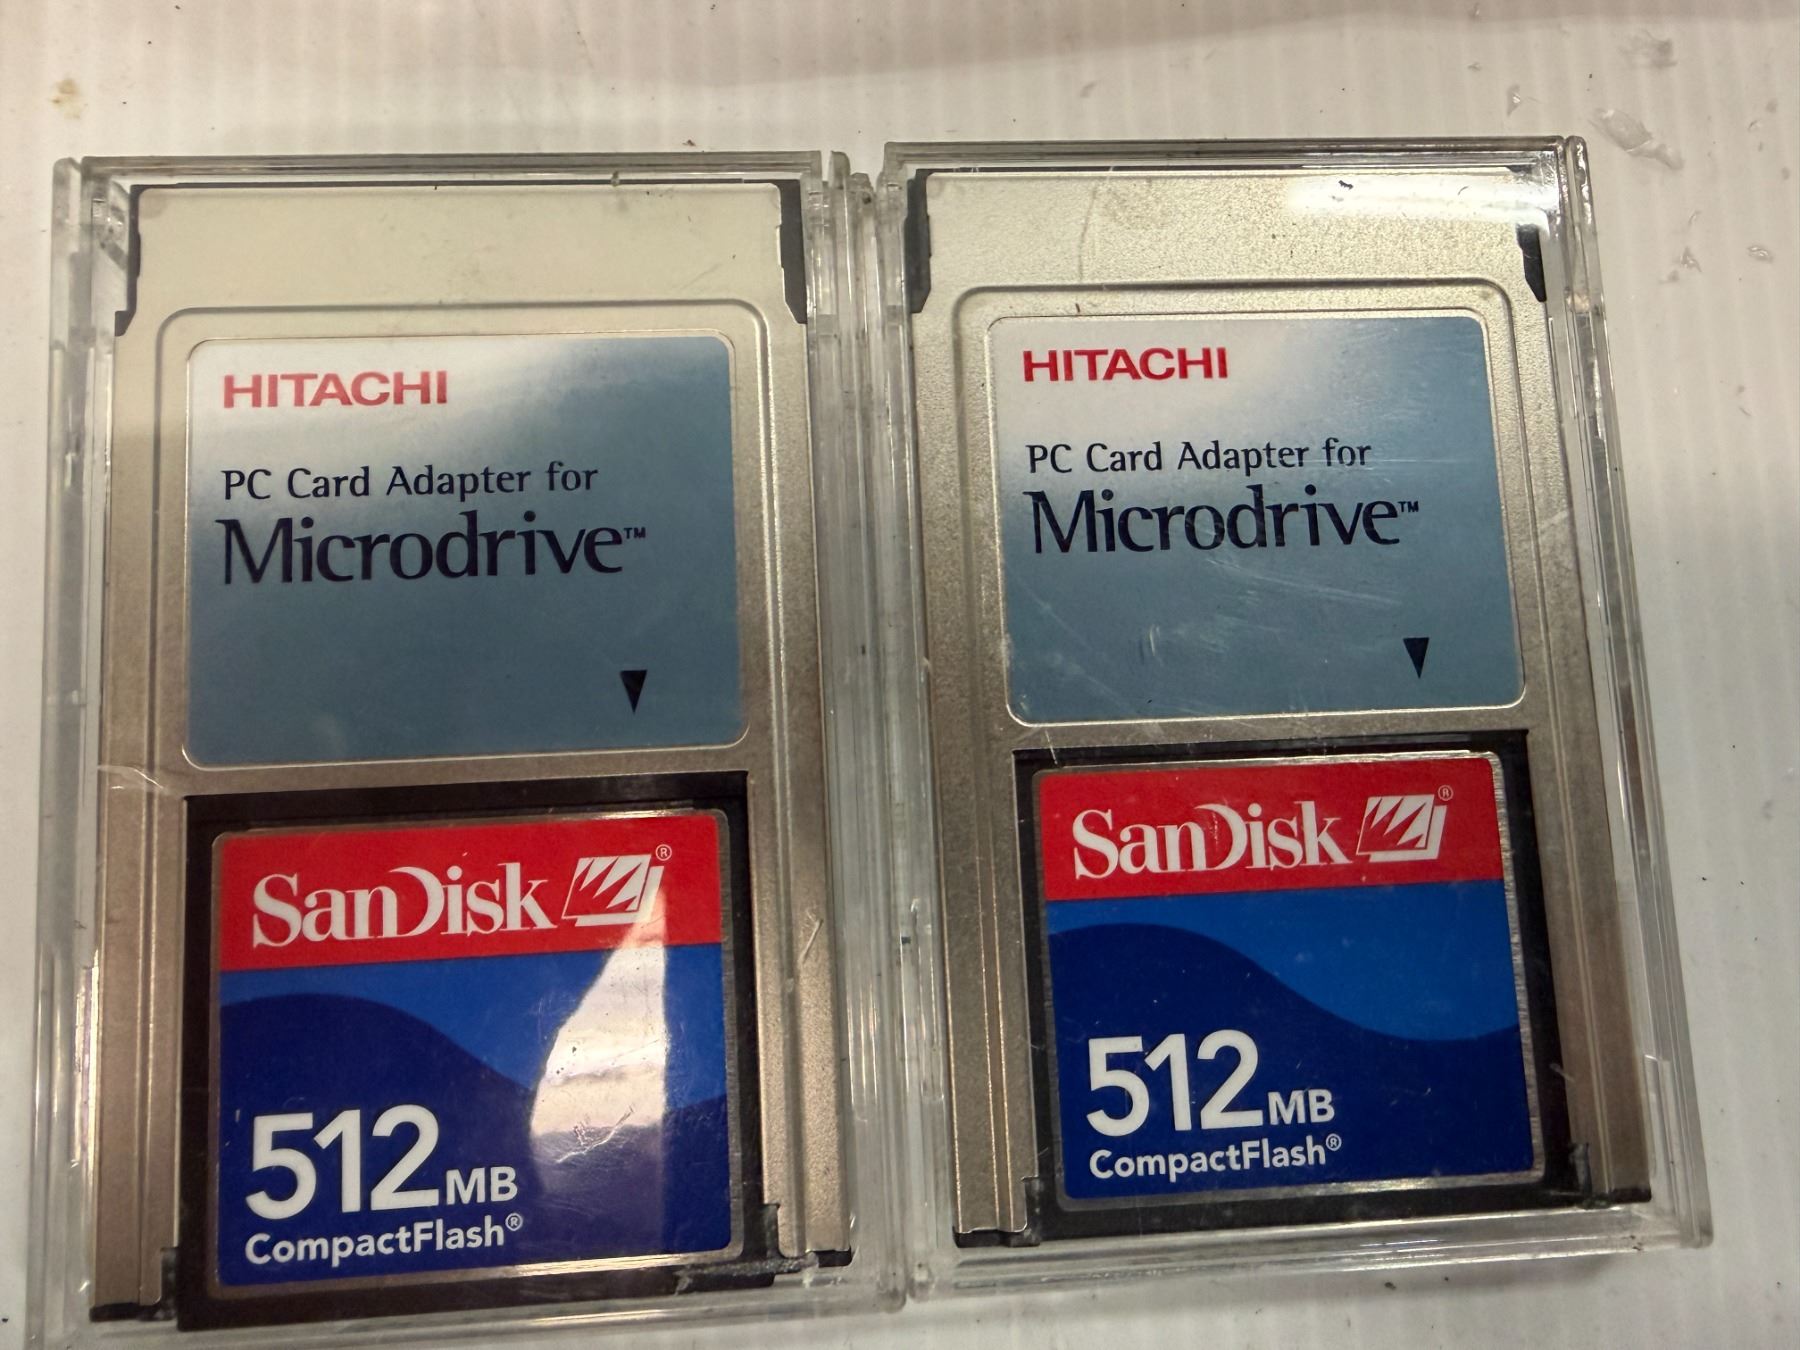 HITACHI
PC Card Adapter for
Microdrive™
SanDisk®
512MB
CompactFlash®
HITACHI
PC Card Adapter for
Microdrive™
SanDisk®
512MB
CompactFlash®